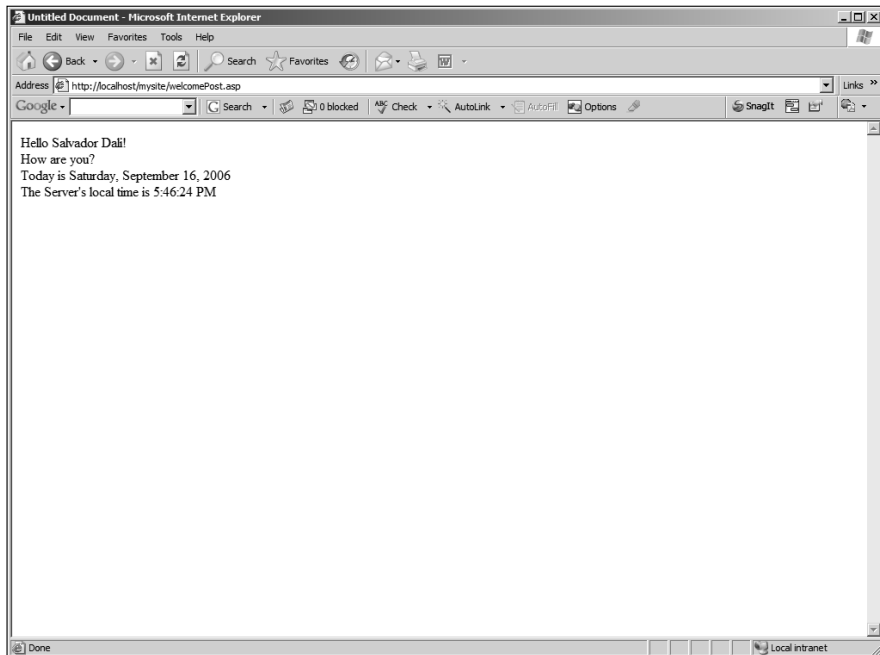 Untitled Document - Microsoft Internet Explorer
File Edit View Favorites Tools Help
Back Search Favorites
Address http://localhost/mysite/welcomePost.asp Links »
Google Search 0 blocked ABC Check AutoLink AutoFill Options SnagIt
Hello Salvador Dali!
How are you?
Today is Saturday, September 16, 2006
The Server's local time is 5:46:24 PM
Done Local intranet